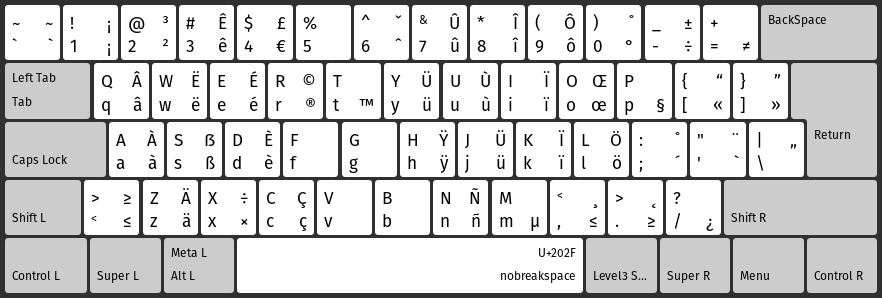 ~ ~ ! ¡ @ ³ # Ê $ £ % ^ ˇ & Û * Î ( Ô ) ˚ _ ± + BackSpace
` ` 1 ¡ 2 ² 3 ê 4 € 5 6 ˆ 7 û 8 î 9 ô 0 ° - ÷ = ≠
Left Tab Q Â W Ë E É R © T Y Ü U Ù I Ï O Œ P { “ } ”
Tab q â w ë e é r ® t ™ y ü u ù i ï o œ p § [ « ] »
A À S ẞ D È F G H Ÿ J Ü K Ï L Ö : ˚ " ¨ | „ Return
Caps Lock a à s ß d è f g h ÿ j ü k ï l ö ; ´ ' ` \
> ≥ Z Ä X ÷ C Ç V B N Ñ M < ¸ > ˛ ?
Shift L < ≤ z ä x × c ç v b n ñ m µ , ≤ . ≥ / ¿ Shift R
Meta L U+202F
Control L Super L Alt L nobreakspace Level3 S... Super R Menu Control R